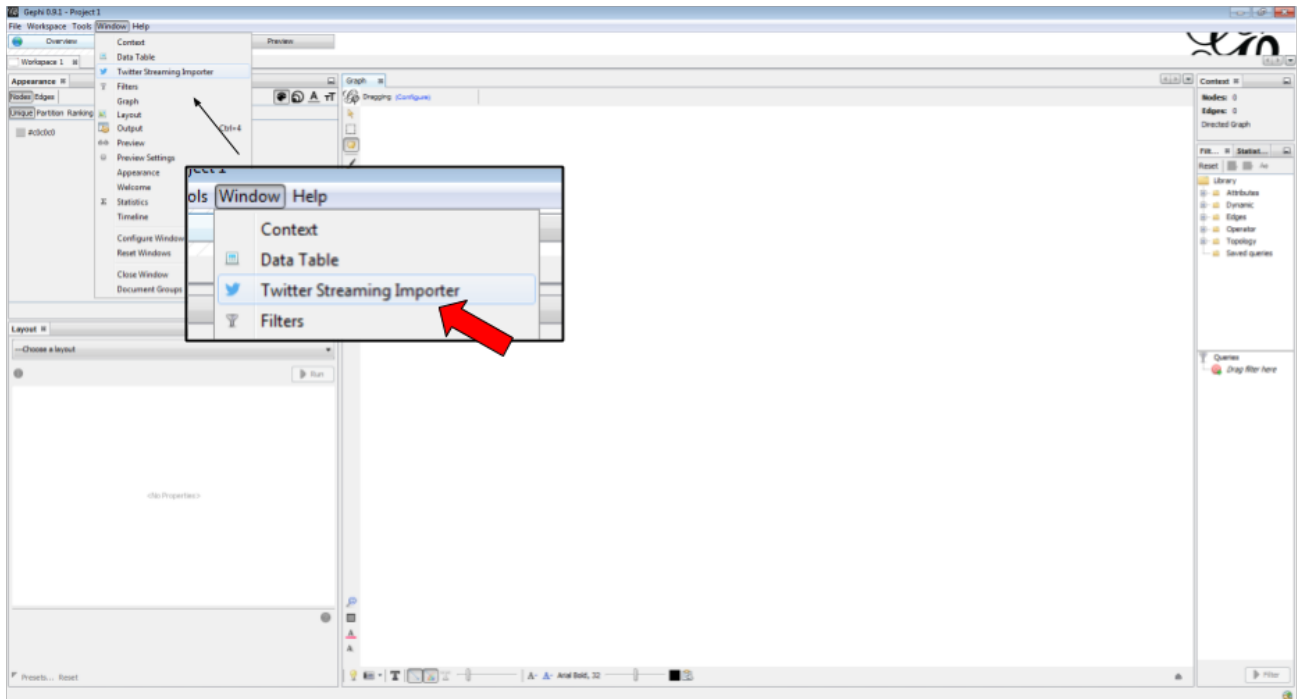 Gephi 0.9.1 - Project 1
File Workspace Tools Window Help
Overview
Preview
Workspace 1
Context
Data Table
Twitter Streaming Importer
Filters
Graph
Layout
Output Ctrl+4
Preview
Preview Settings
Appearance
Welcome
Statistics
Timeline
Configure Window
Reset Windows
Close Window
Document Groups
Appearance
Nodes Edges
Unique Partition Ranking
#c0c0c0
ols Window Help
Context
Data Table
Twitter Streaming Importer
Filters
Layout
---Choose a layout
Run
<No Properties>
Presets... Reset
Graph
Dragging (Configure)
A- A- Arial Bold, 32
Context
Nodes: 0
Edges: 0
Directed Graph
Filt... Statist...
Reset
Library
Attributes
Dynamic
Edges
Operator
Topology
Saved queries
Queries
Drag filter here
Filter